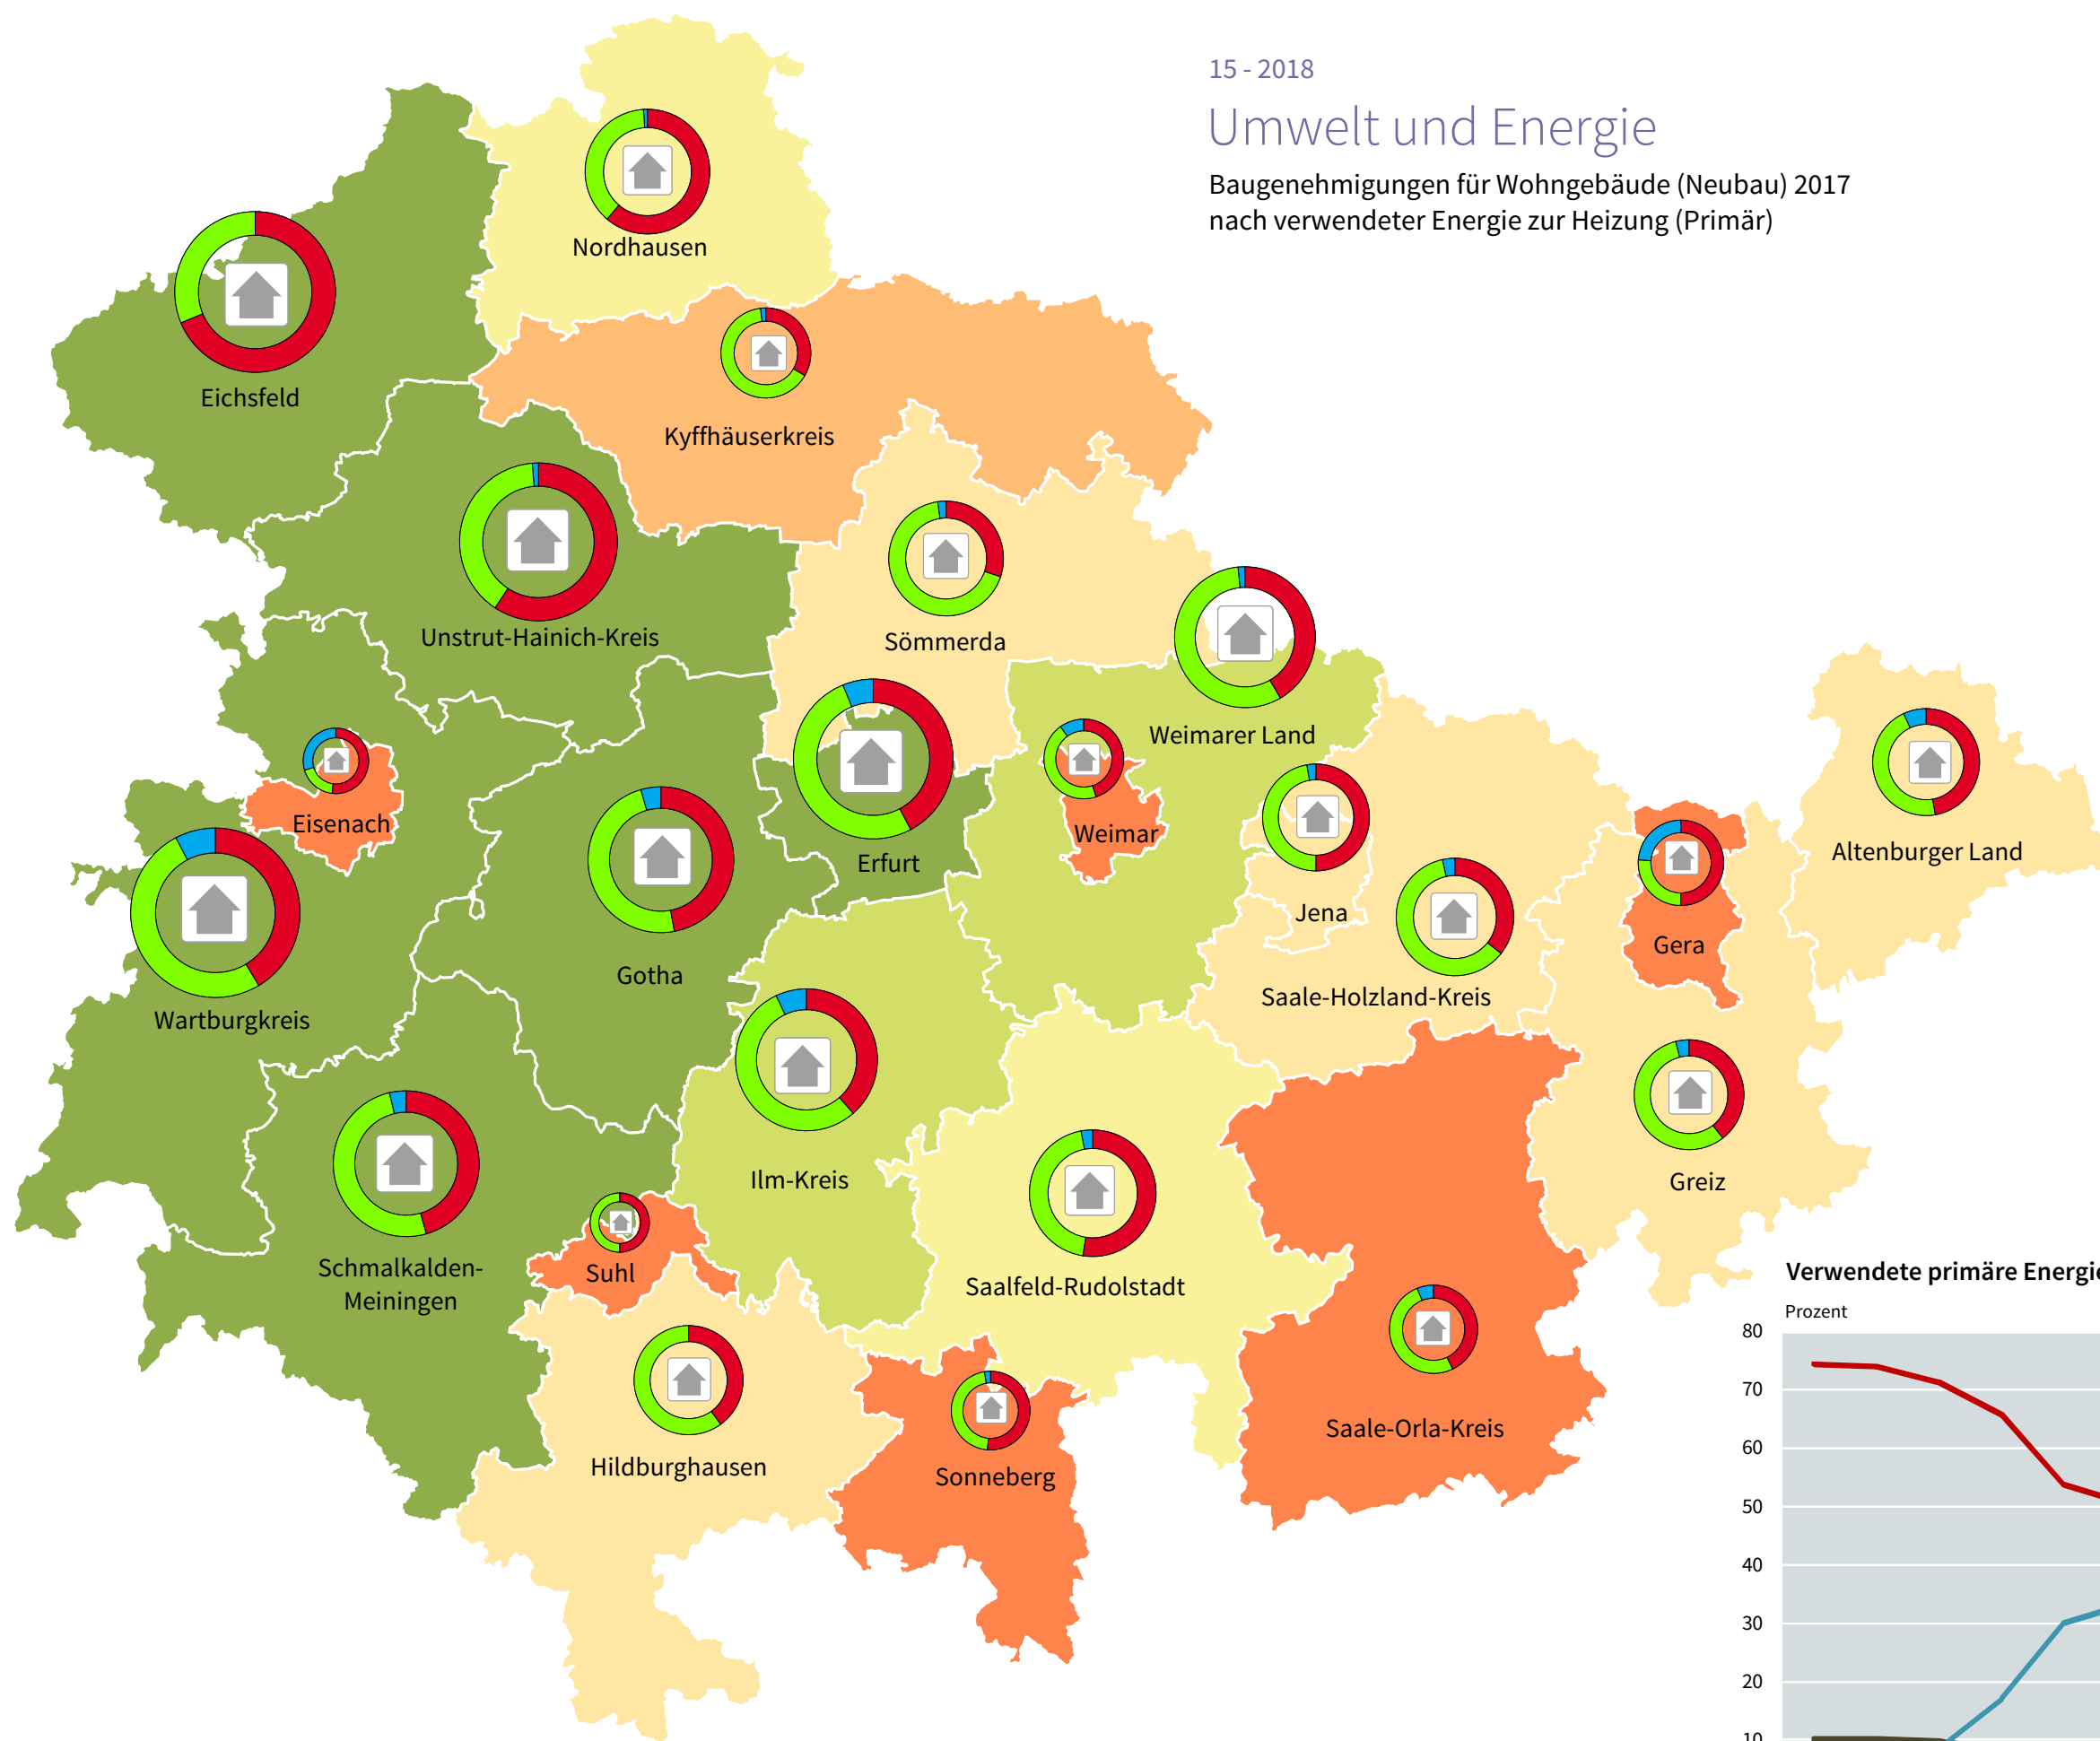 15 - 2018
Umwelt und Energie
Baugenehmigungen für Wohngebäude (Neubau) 2017
nach verwendeter Energie zur Heizung (Primär)
Nordhausen
Eichsfeld
Kyffhäuserkreis
Unstrut-Hainich-Kreis
Sömmerda
Weimarer Land
Eisenach
Weimar
Erfurt
Altenburger Land
Jena
Gera
Gotha
Saale-Holzland-Kreis
Wartburgkreis
Ilm-Kreis
Greiz
Schmalkalden-
Meiningen
Suhl
Saalfeld-Rudolstadt
Saale-Orla-Kreis
Hildburghausen
Sonneberg
Verwendete primäre Energie
Prozent
80
70
60
50
40
30
20
10